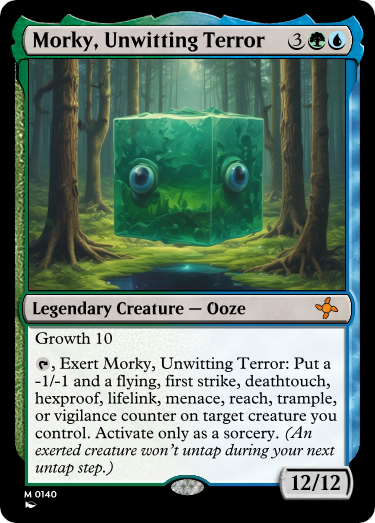 Morky, Unwitting Terror 3
Legendary Creature — Ooze
Growth 10
, Exert Morky, Unwitting Terror: Put a
-1/-1 and a flying, first strike, deathtouch,
hexproof, lifelink, menace, reach, trample,
or vigilance counter on target creature you
control. Activate only as a sorcery. (An
exerted creature won't untap during your next
untap step.)
12/12
M 0140